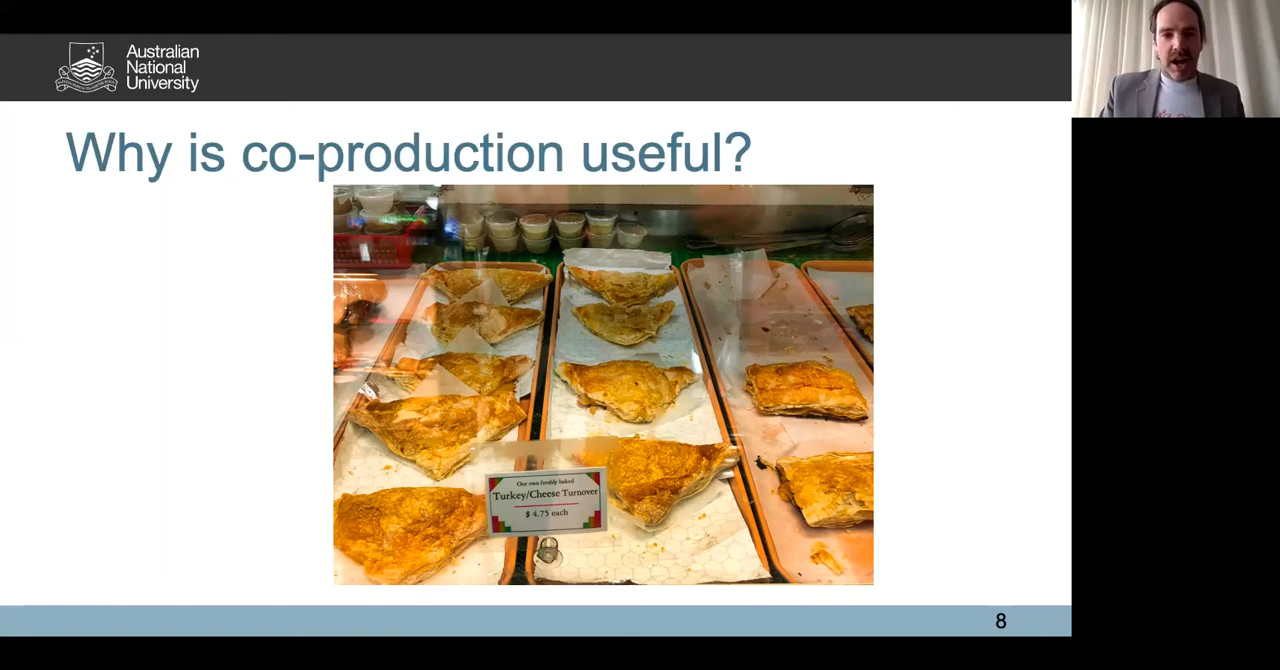 Australian
National
University
Why is co-production useful?
Our own freshly baked
Turkey/Cheese Turnover
$ 4.75 each
8